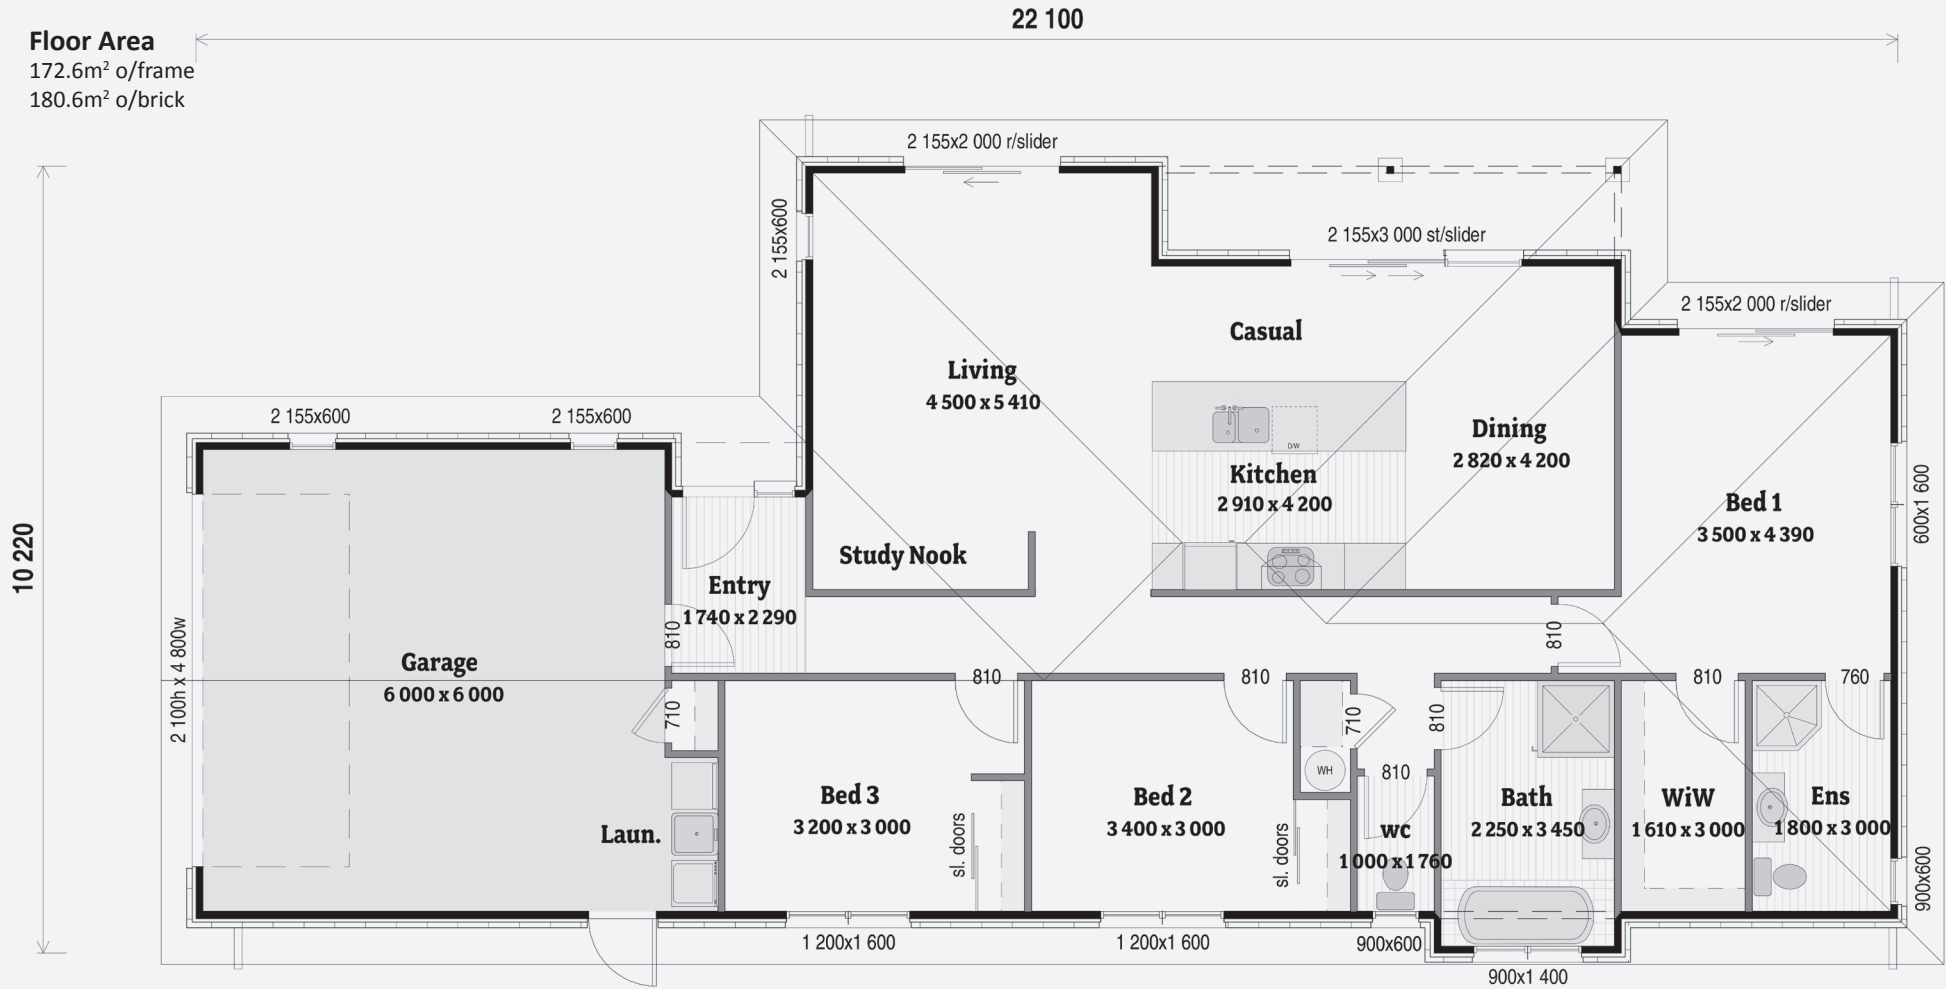 22 100
Floor Area
172.6m² o/frame
180.6m² o/brick
2 155x2 000 r/slider
2 155x600
2 155x3 000 st/slider
2 155x2 000 r/slider
Casual
Living
4 500 x 5 410
2 155x600
2 155x600
D/W
Dining
2 820 x 4 200
Kitchen
2 910 x 4 200
Bed 1
3 500 x 4 390
600x1 600
10 220
Study Nook
Entry
1 740 x 2 290
810
810
2 100h x 4 800w
Garage
6 000 x 6 000
810
810
810
760
710
710
810
WH
810
Bed 3
3 200 x 3 000
Bed 2
3 400 x 3 000
Bath
2 250 x 3 450
WiW
1 610 x 3 000
Ens
1 800 x 3 000
Laun.
sl. doors
sl. doors
wc
1 000 x 1 760
900x600
1 200x1 600
1 200x1 600
900x600
900x1 400